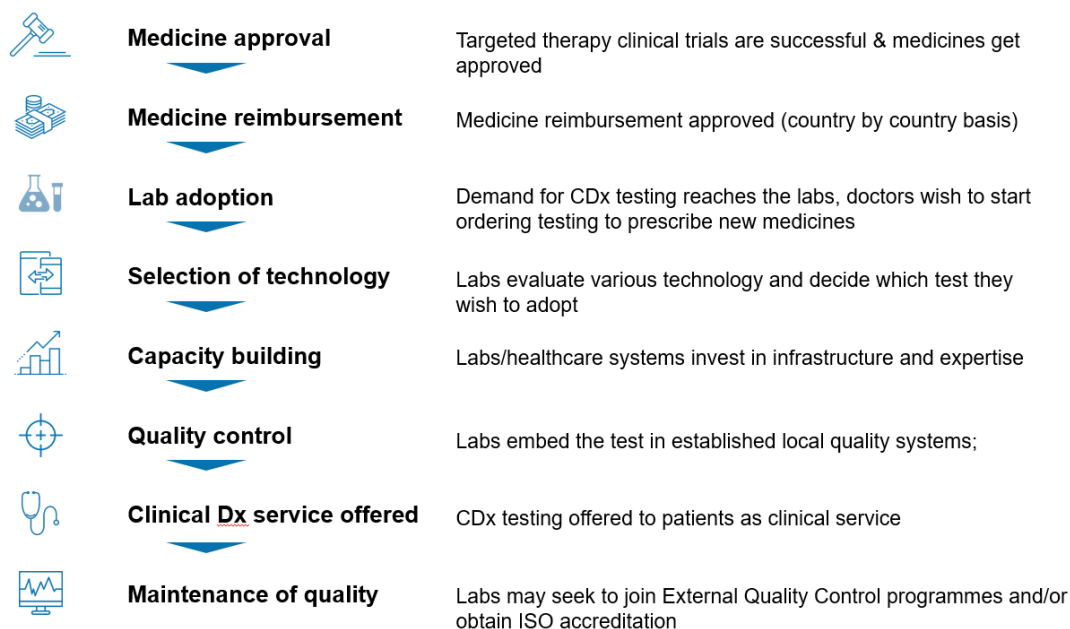 Medicine approval
Targeted therapy clinical trials are successful & medicines get
approved
Medicine reimbursement
Medicine reimbursement approved (country by country basis)
Lab adoption
Demand for CDx testing reaches the labs, doctors wish to start
ordering testing to prescribe new medicines
Selection of technology
Labs evaluate various technology and decide which test they
wish to adopt
Capacity building
Labs/healthcare systems invest in infrastructure and expertise
Quality control
Labs embed the test in established local quality systems;
Clinical Dx service offered
CDx testing offered to patients as clinical service
Maintenance of quality
Labs may seek to join External Quality Control programmes and/or
obtain ISO accreditation